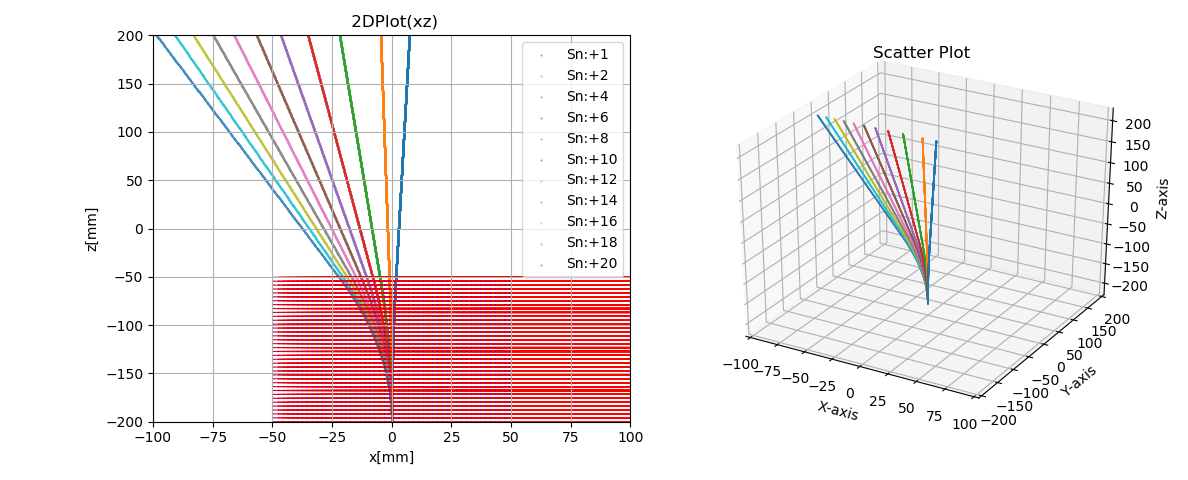 2DPlot(xz)
200
150
100
50
0
−50
−100
−150
−200
z[mm]
−100
−75
−50
−25
0
25
50
75
100
x[mm]
Sn:+1
Sn:+2
Sn:+4
Sn:+6
Sn:+8
Sn:+10
Sn:+12
Sn:+14
Sn:+16
Sn:+18
Sn:+20
Scatter Plot
200
150
100
50
0
−50
−100
−150
−200
Z-axis
200
150
100
50
0
−50
−100
−150
−200
Y-axis
−100
−75
−50
−25
0
25
50
75
100
X-axis